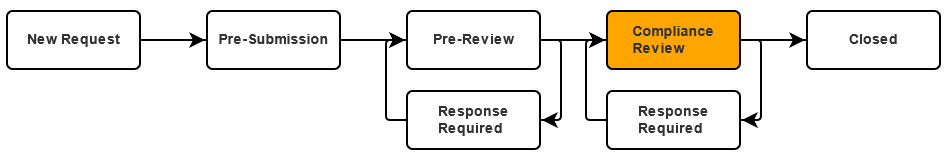 New Request
Pre-Submission
Pre-Review
Compliance
Review
Closed
Response
Required
Response
Required